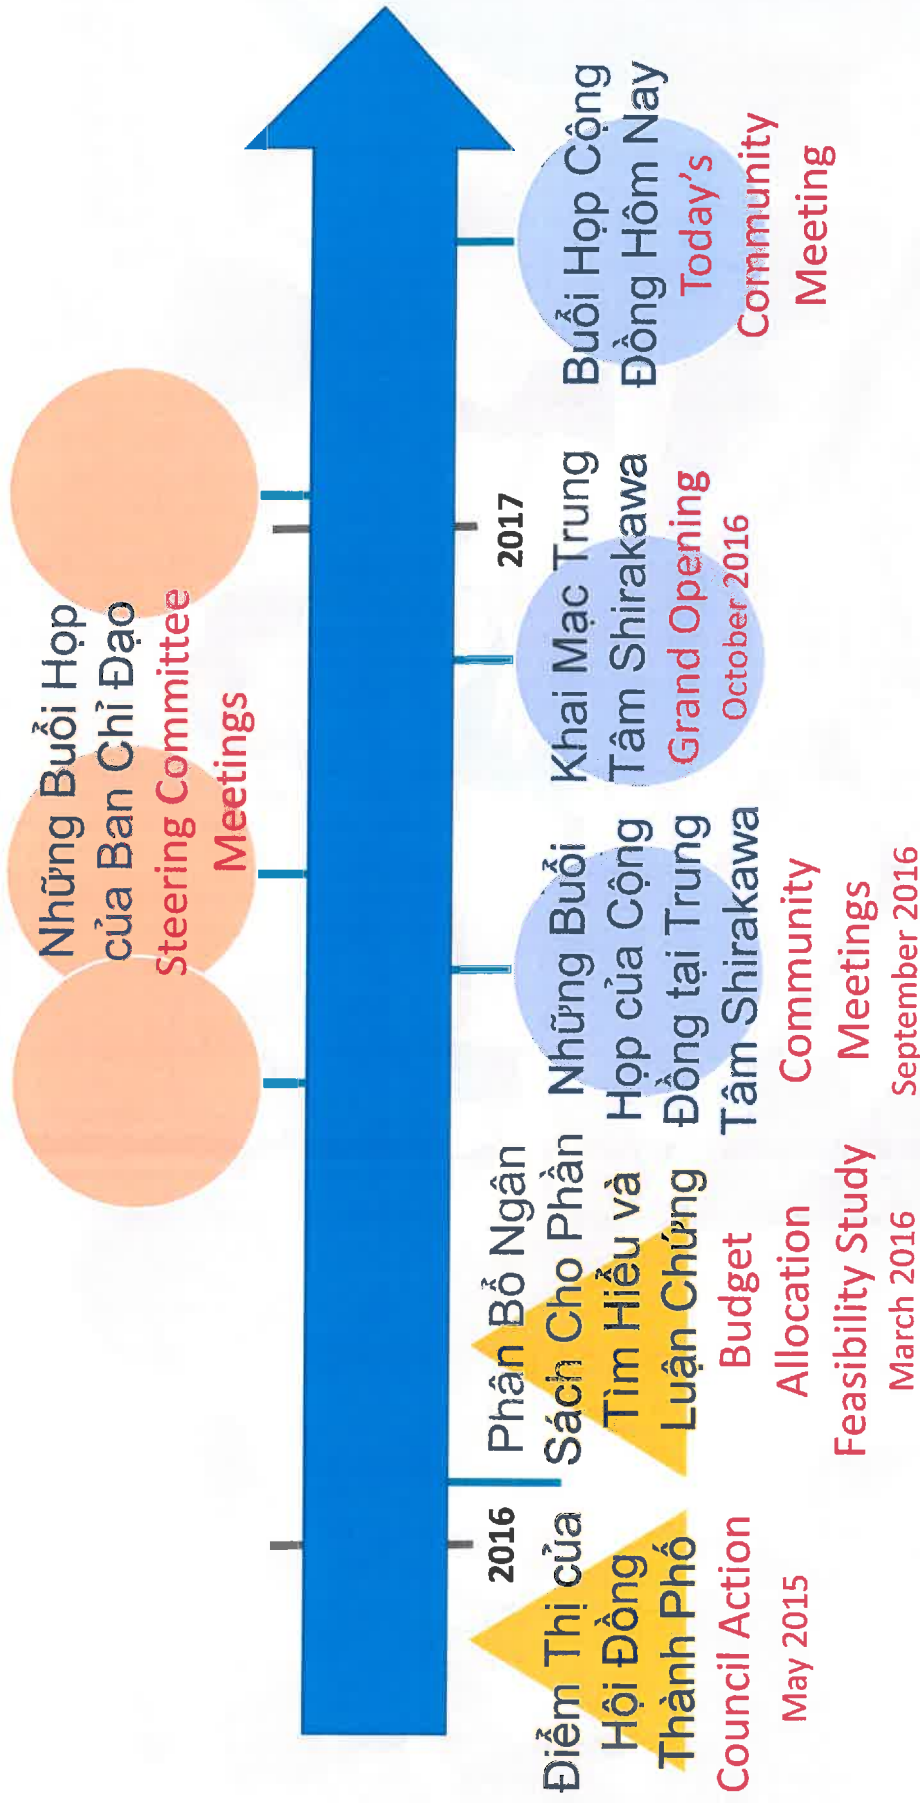 Những Buổi Họp
của Ban Chỉ Đạo
Steering Committee
Meetings
2016
2017
Điểm Thị của
Hội Đồng
Thành Phố
Council Action
May 2015
Phân Bổ Ngân
Sách Cho Phần
Tìm Hiểu và
Luận Chứng
Budget
Allocation
Feasibility Study
March 2016
Những Buổi
Họp của Cộng
Đồng tại Trung
Tâm Shirakawa
Community
Meetings
September 2016
Khai Mạc Trung
Tâm Shirakawa
Grand Opening
October 2016
Buổi Họp Cộng
Đồng Hôm Nay
Today's
Community
Meeting